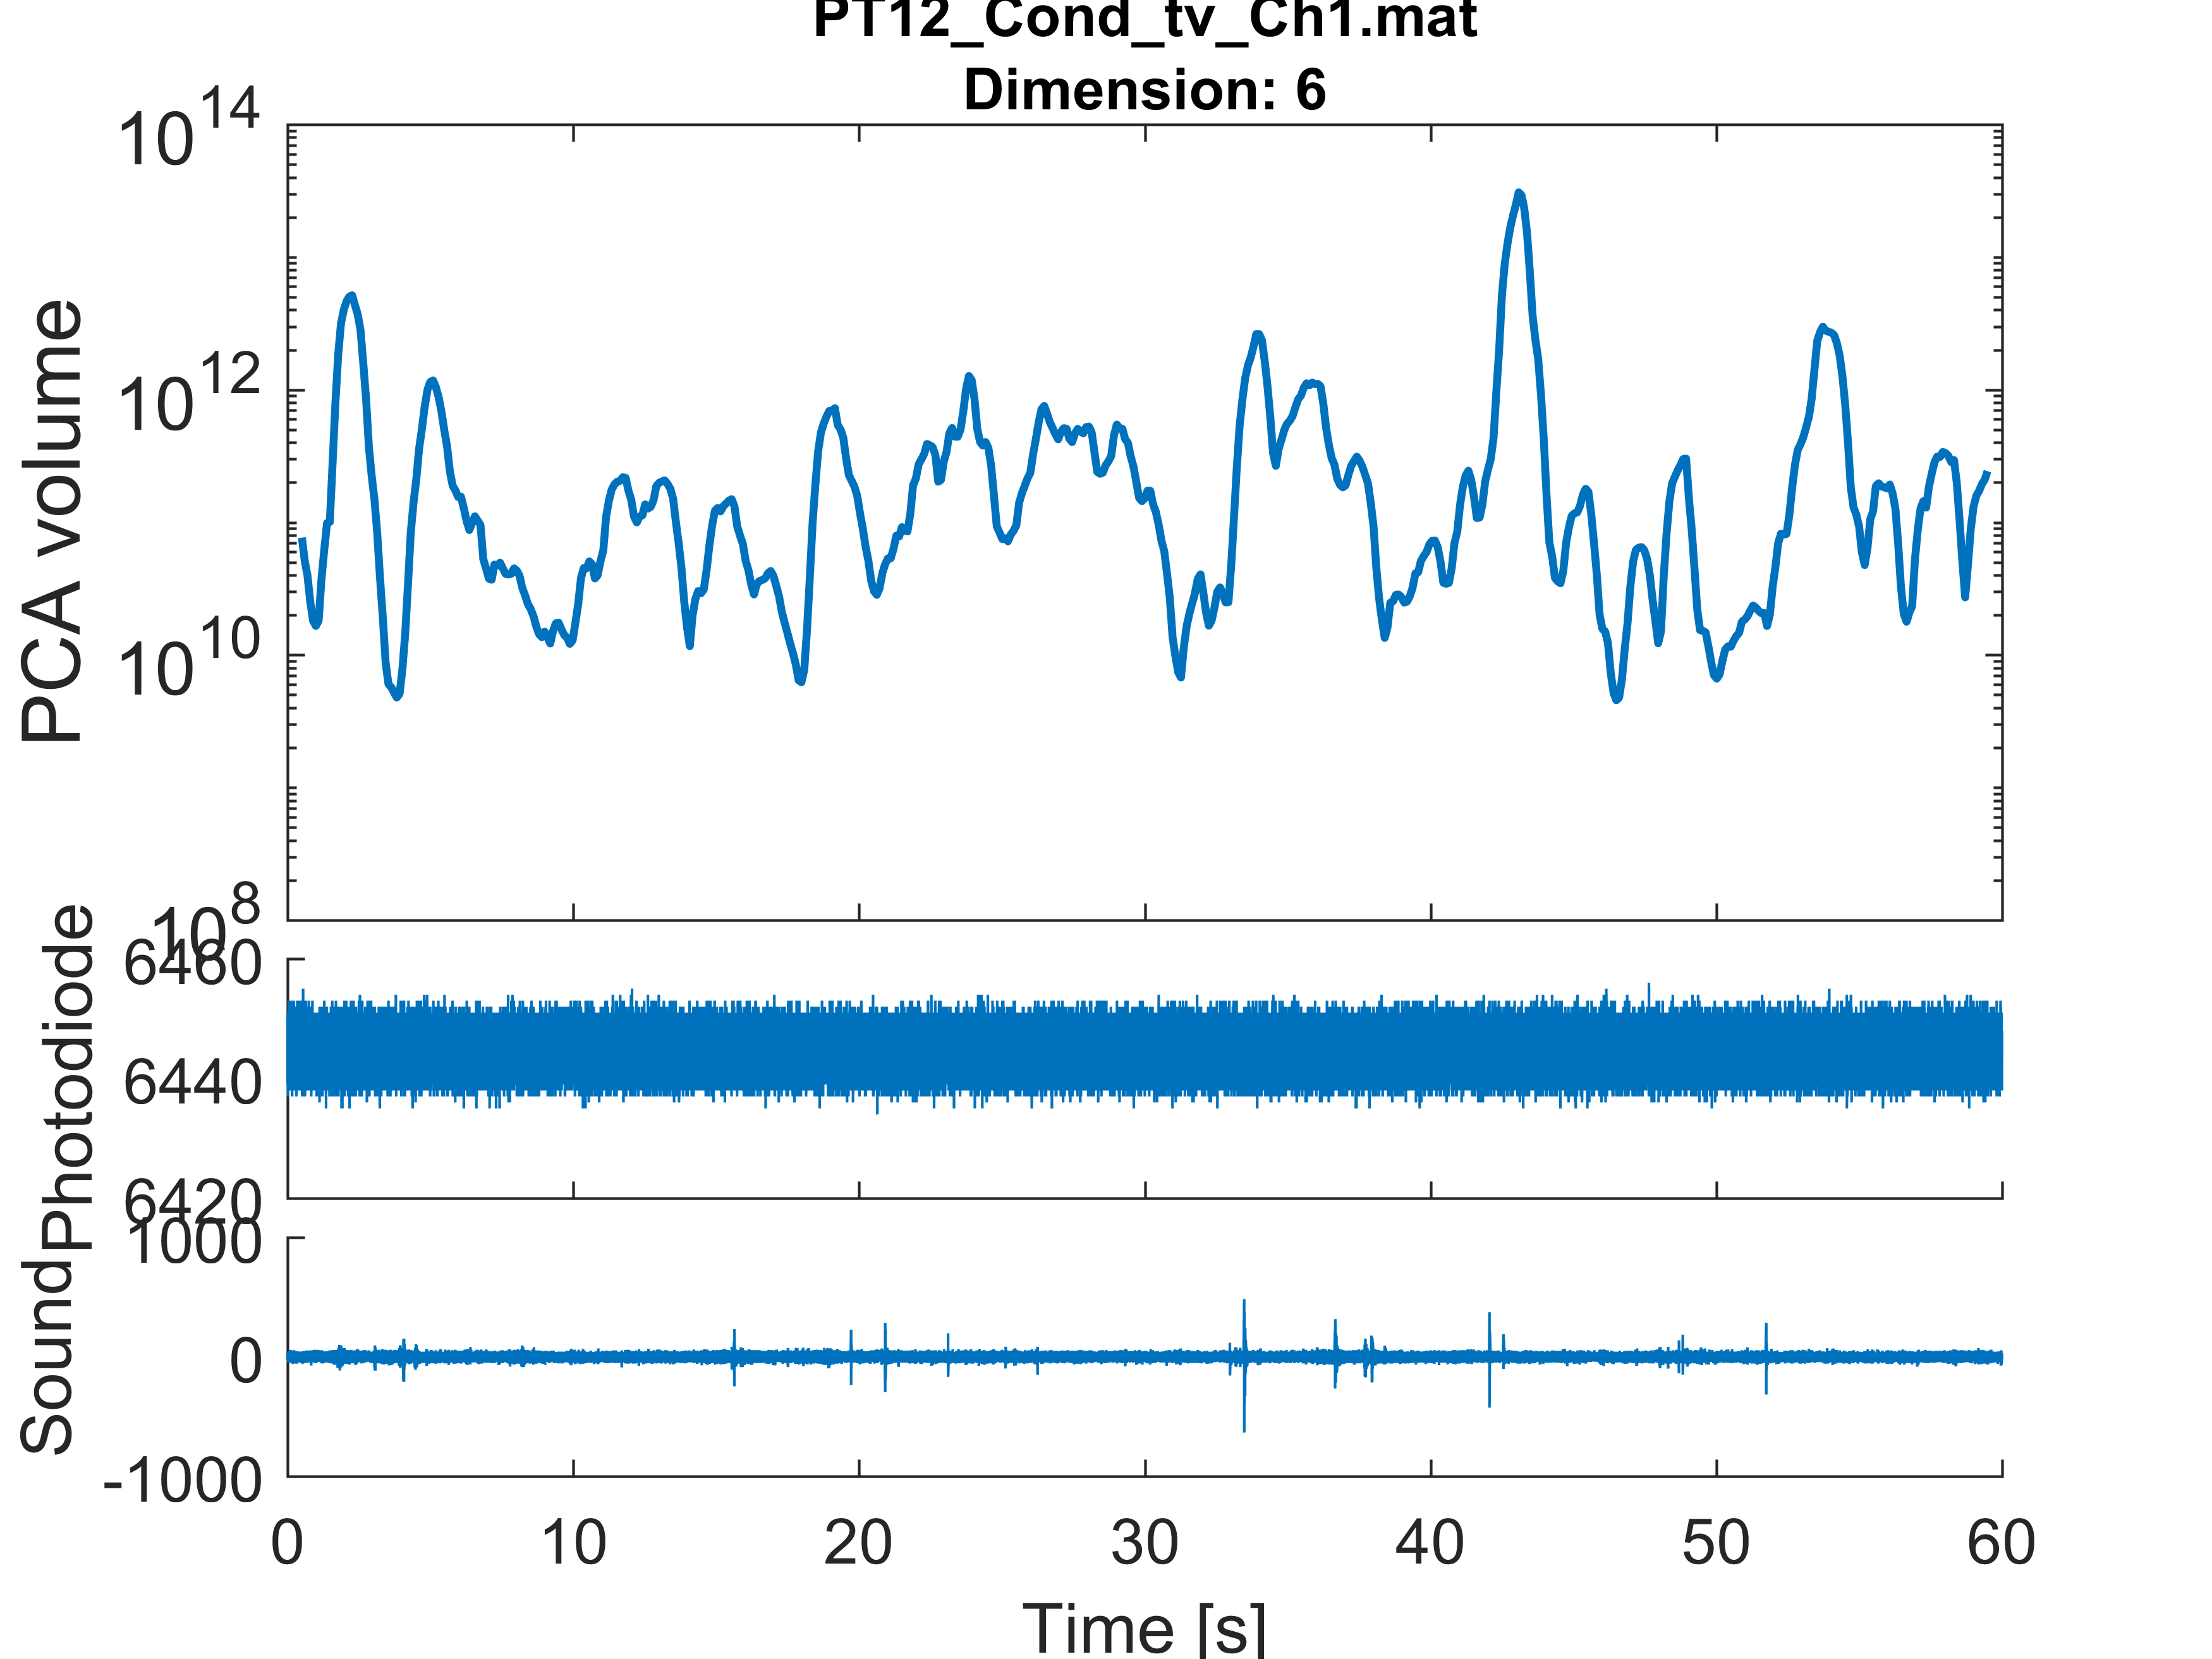 PT12_Cond_tv_Ch1.mat
Dimension: 6
PCA volume
10^14
10^12
10^10
10^8
Photodiode
6460
6440
6420
Sound
1000
0
-1000
0 10 20 30 40 50 60
Time [s]